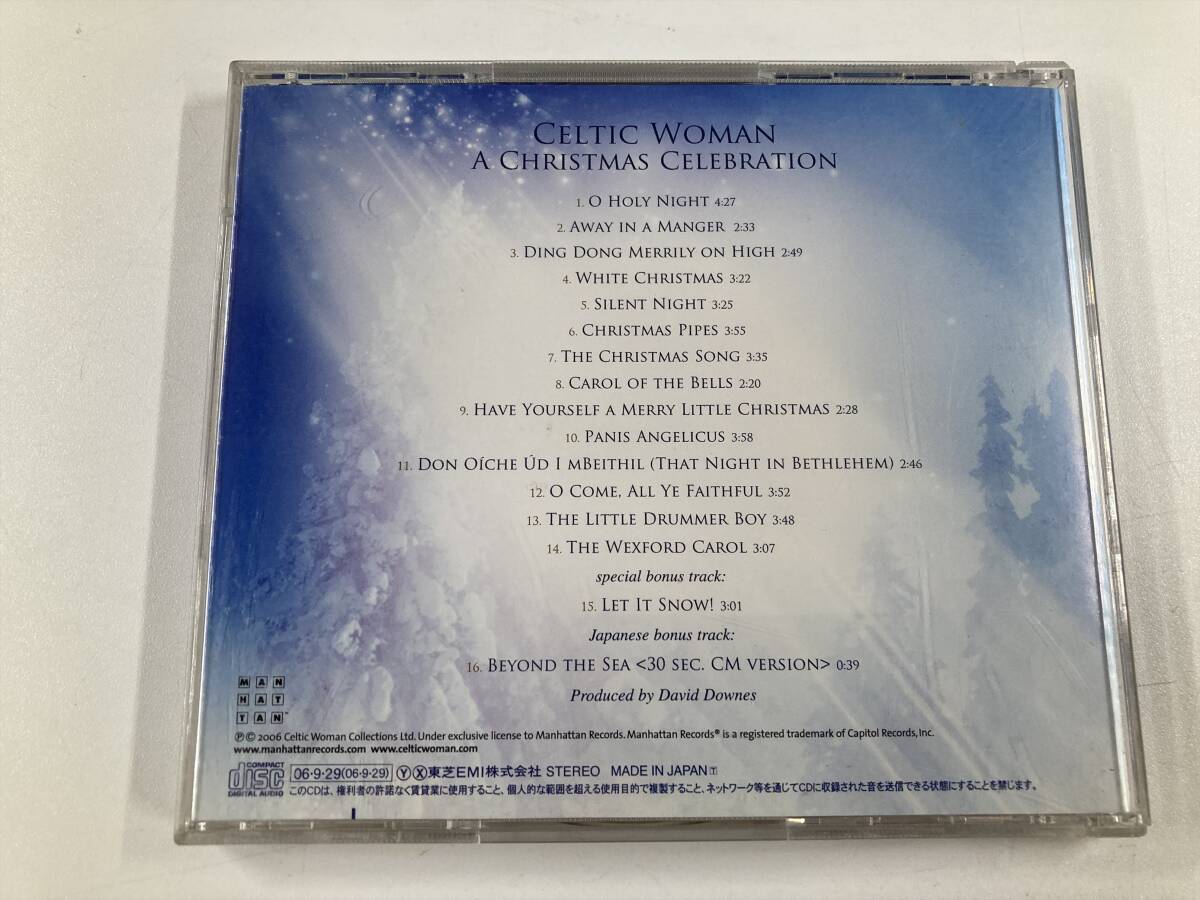 CELTIC WOMAN
A CHRISTMAS CELEBRATION
1. O HOLY NIGHT 4:27
2. AWAY IN A MANGER 2:33
3. DING DONG MERRILY ON HIGH 2:49
4. WHITE CHRISTMAS 3:22
5. SILENT NIGHT 3:25
6. CHRISTMAS PIPES 3:55
7. THE CHRISTMAS SONG 3:35
8. CAROL OF THE BELLS 2:20
9. HAVE YOURSELF A MERRY LITTLE CHRISTMAS 2:28
10. PANIS ANGELICUS 3:58
11. DON OÍCHE ÚD I MBEITHIL (THAT NIGHT IN BETHLEHEM) 2:46
12. O COME, ALL YE FAITHFUL 3:52
13. THE LITTLE DRUMMER BOY 3:48
14. THE WEXFORD CAROL 3:07
special bonus track:
15. LET IT SNOW! 3:01
Japanese bonus track:
16. BEYOND THE SEA <30 SEC. CM VERSION> 0:39
Produced by David Downes
MAN
HAT
TAN™
℗© 2006 Celtic Woman Collections Ltd. Under exclusive license to Manhattan Records. Manhattan Records® is a registered trademark of Capitol Records, Inc.
www.manhattanrecords.com www.celticwoman.com
COMPACT disc DIGITAL AUDIO
06・9・29(06・9・29) Ⓨ Ⓧ 東芝EMI株式会社 STEREO MADE IN JAPAN T
このCDは、権利者の許諾なく賃貸業に使用すること、個人的な範囲を超える使用目的で複製すること、ネットワーク等を通じてCDに収録された音を送信できる状態にすることを禁じます。